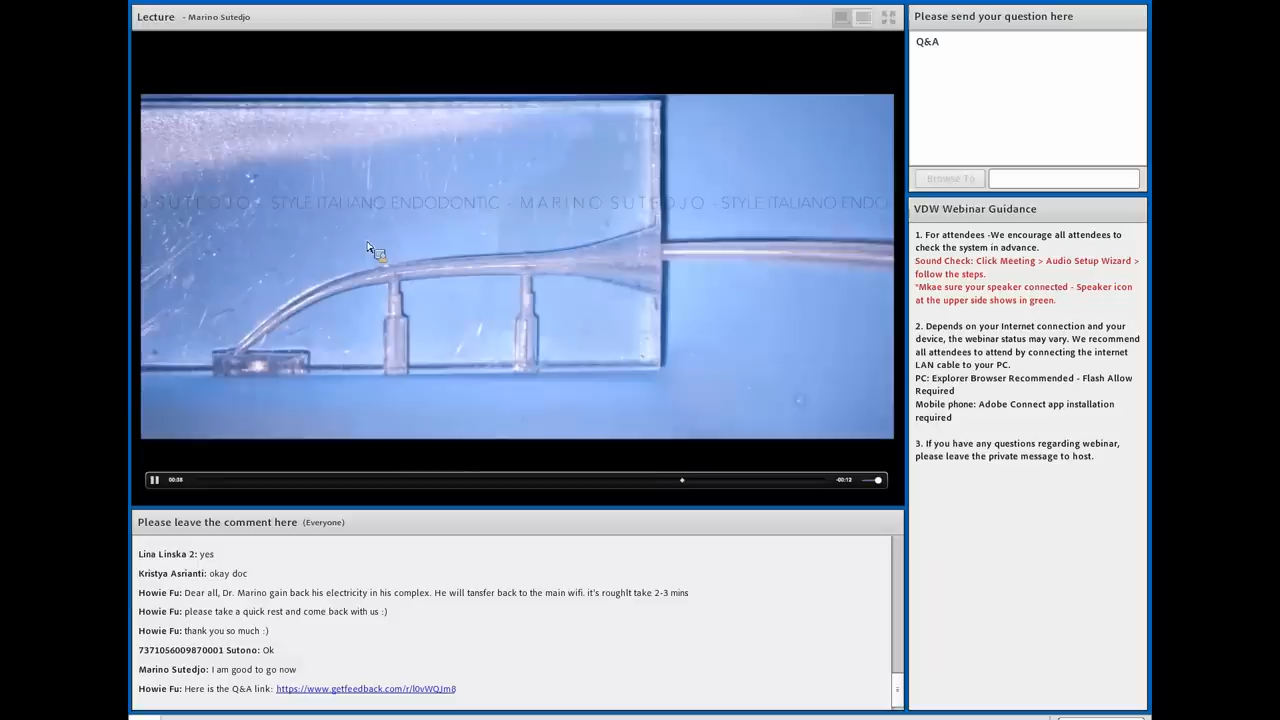 Lecture - Marino Sutedjo
SUTEDJO - STYLE ITALIANO ENDODONTIC - MARINO SUTEDJO - STYLE ITALIANO ENDO
00:38
-00:12
Please leave the comment here (Everyone)
Lina Linska 2: yes
Kristya Asrianti: okay doc
Howie Fu: Dear all, Dr. Marino gain back his electricity in his complex. He will tansfer back to the main wifi. it's roughlt take 2-3 mins
Howie Fu: please take a quick rest and come back with us :)
Howie Fu: thank you so much :)
7371056009870001 Sutono: Ok
Marino Sutedjo: I am good to go now
Howie Fu: Here is the Q&A link: https://www.getfeedback.com/r/l0vWQJm8
Please send your question here
Q&A
Browse To
VDW Webinar Guidance
1. For attendees -We encourage all attendees to
check the system in advance.
Sound Check: Click Meeting > Audio Setup Wizard >
follow the steps.
*Mkae sure your speaker connected - Speaker icon
at the upper side shows in green.
2. Depends on your Internet connection and your
device, the webinar status may vary. We recommend
all attendees to attend by connecting the internet
LAN cable to your PC.
PC: Explorer Browser Recommended - Flash Allow
Required
Mobile phone: Adobe Connect app installation
required
3. If you have any questions regarding webinar,
please leave the private message to host.